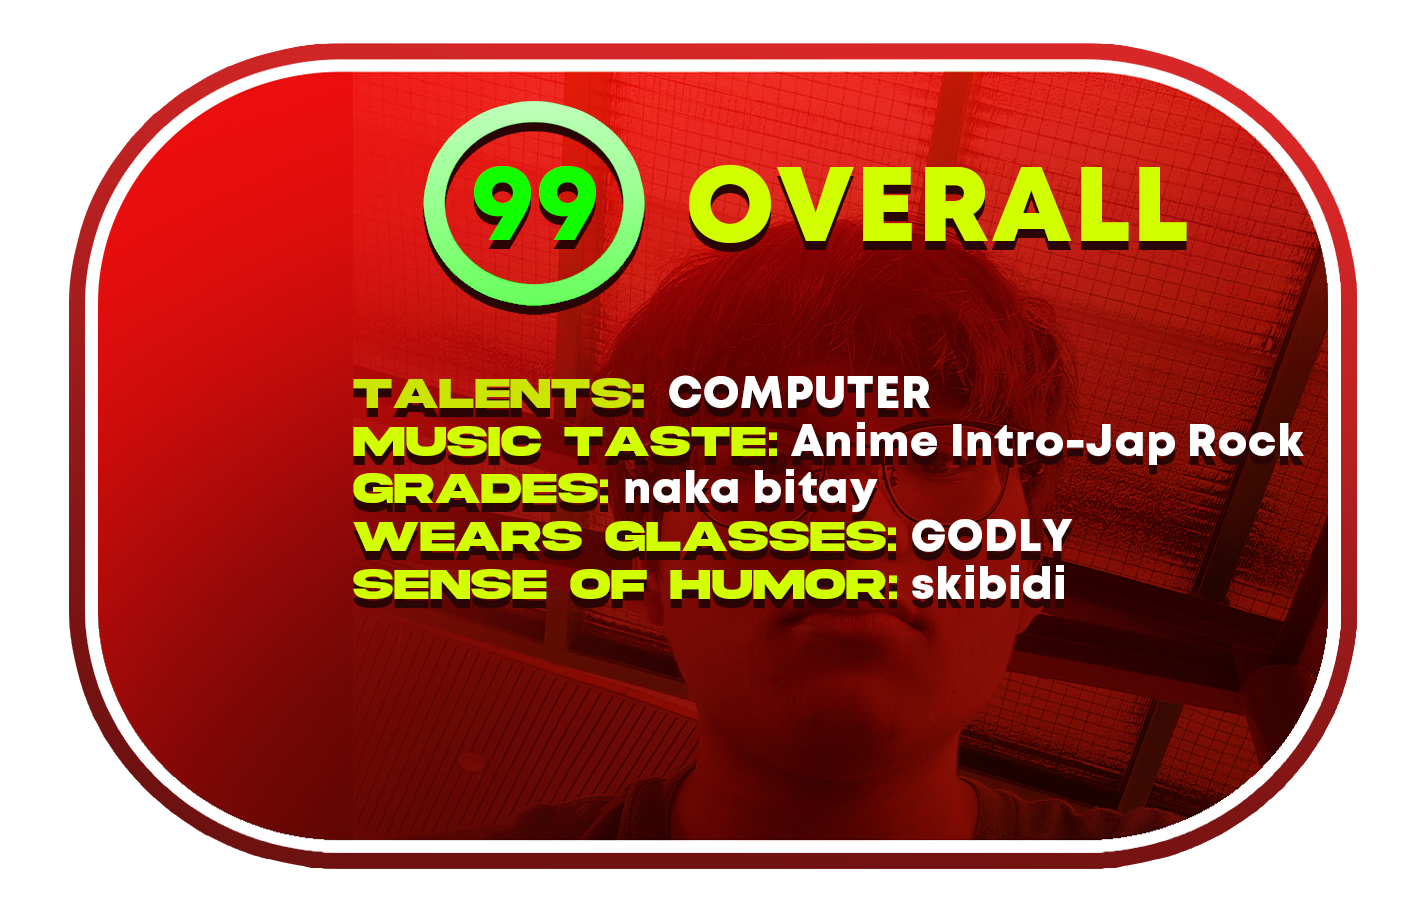 99 OVERALL
TALENTS: COMPUTER
MUSIC TASTE: Anime Intro-Jap Rock
GRADES: naka bitay
WEARS GLASSES: GODLY
SENSE OF HUMOR: skibidi